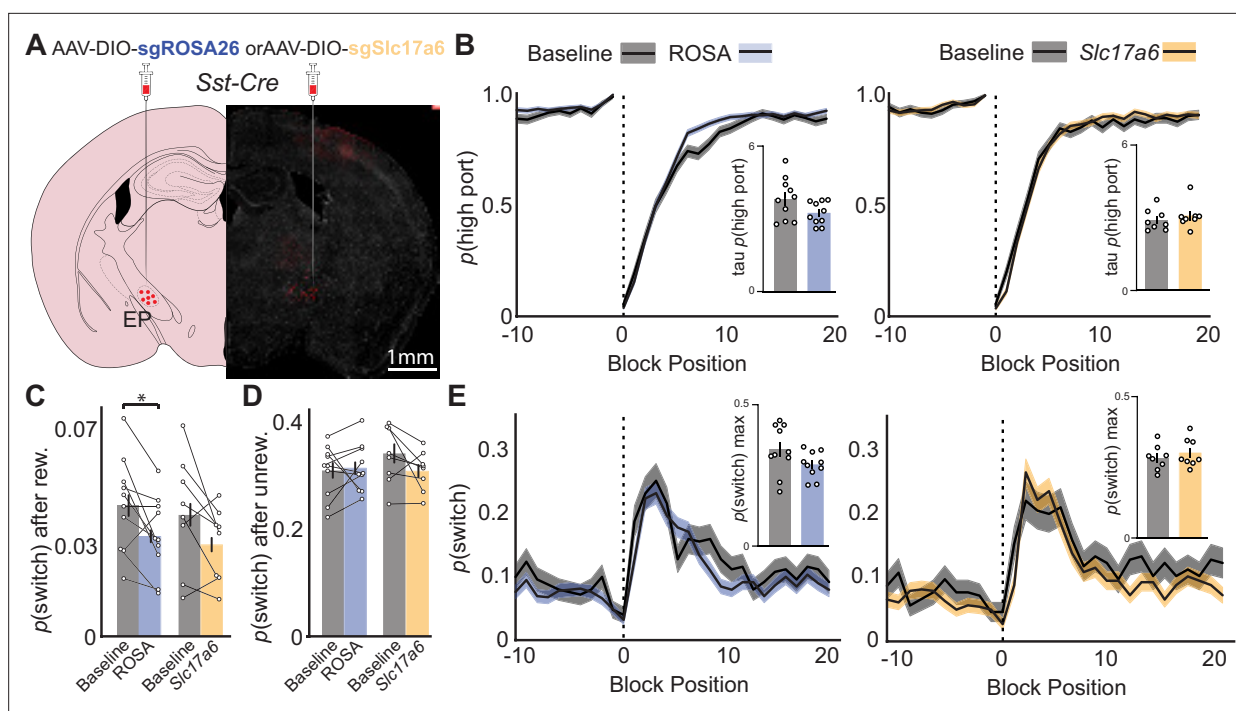 A AAV-DIO-sgROSA26 orAAV-DIO-sgSlc17a6
Sst-Cre
EP
1mm
B
Baseline ROSA
Baseline Slc17a6
p(high port)
1.0
0.5
0
-10 0 10 20
Block Position
tau p(high port)
6
0
1.0
0.5
0
-10 0 10 20
Block Position
tau p(high port)
6
0
C
p(switch) after rew.
0.07
0.03
0
*
Baseline
ROSA
Baseline
Slc17a6
D
p(switch) after unrew.
0.4
0.2
0
Baseline
ROSA
Baseline
Slc17a6
E
p(switch)
0.3
0.2
0.1
0
-10 0 10 20
Block Position
p(switch) max
0.5
0
0.3
0.2
0.1
0
-10 0 10 20
Block Position
p(switch) max
0.5
0